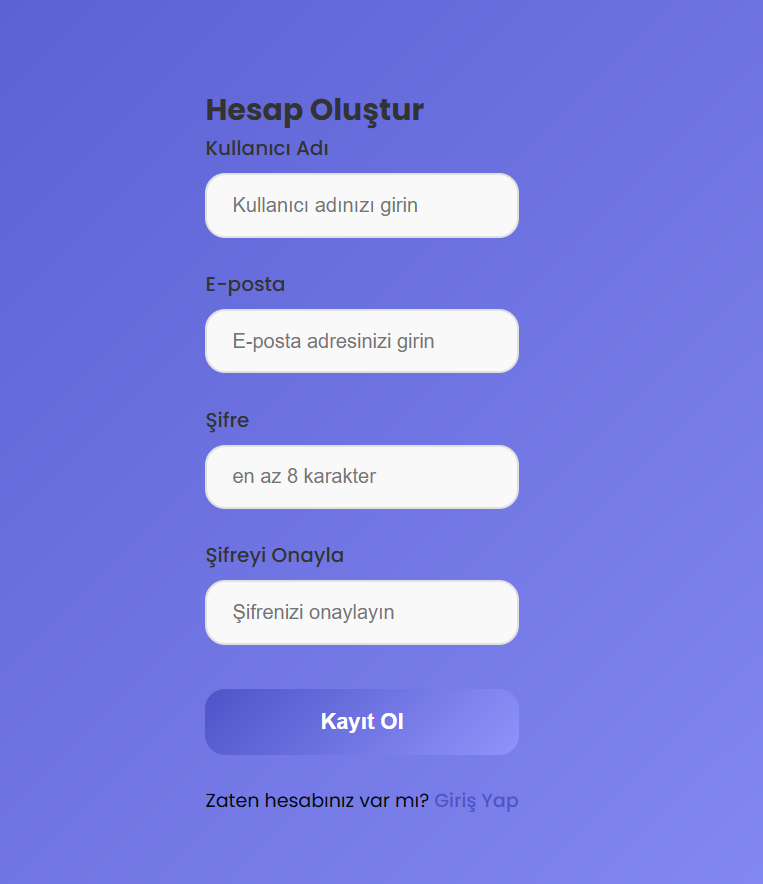 Hesap Oluştur
Kullanıcı Adı
Kullanıcı adınızı girin
E-posta
E-posta adresinizi girin
Şifre
en az 8 karakter
Şifreyi Onayla
Şifrenizi onaylayın
Kayıt Ol
Zaten hesabınız var mı? Giriş Yap